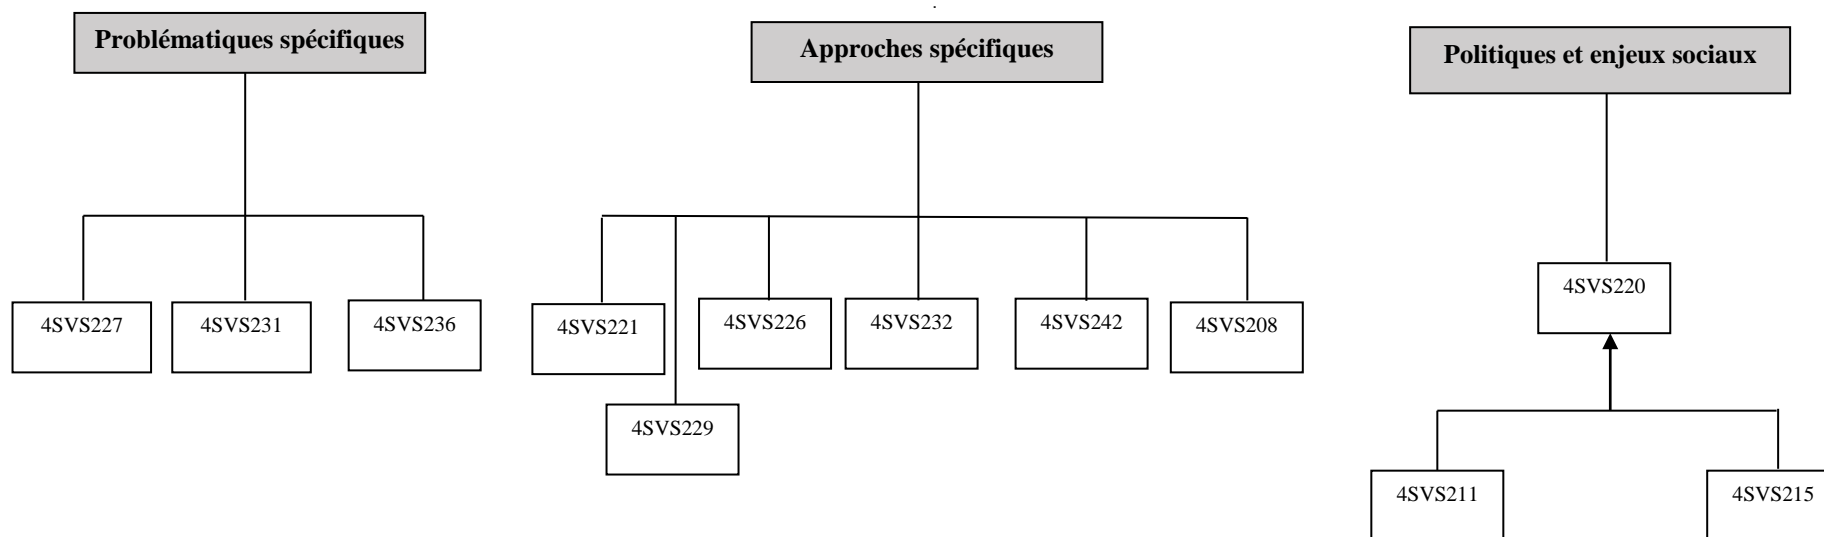 Problématiques spécifiques
Approches spécifiques
Politiques et enjeux sociaux
4SVS220
4SVS227
4SVS231
4SVS236
4SVS221
4SVS226
4SVS232
4SVS242
4SVS208
4SVS229
4SVS211
4SVS215